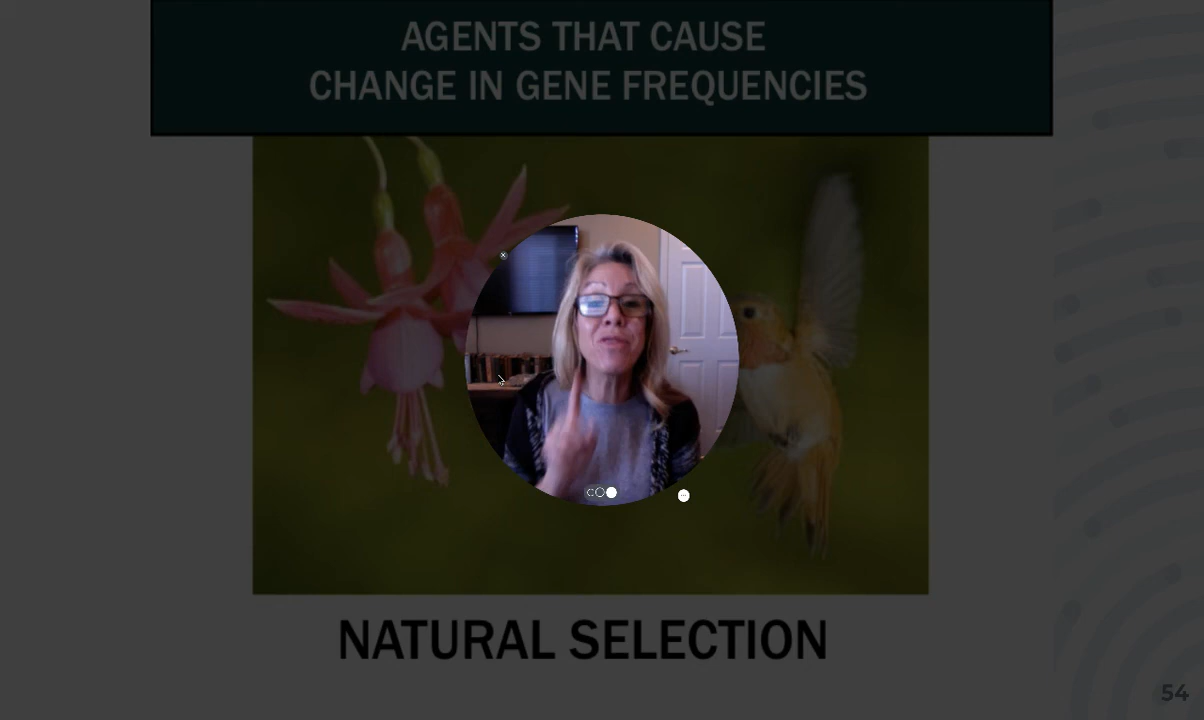 AGENTS THAT CAUSE
CHANGE IN GENE FREQUENCIES
NATURAL SELECTION
54